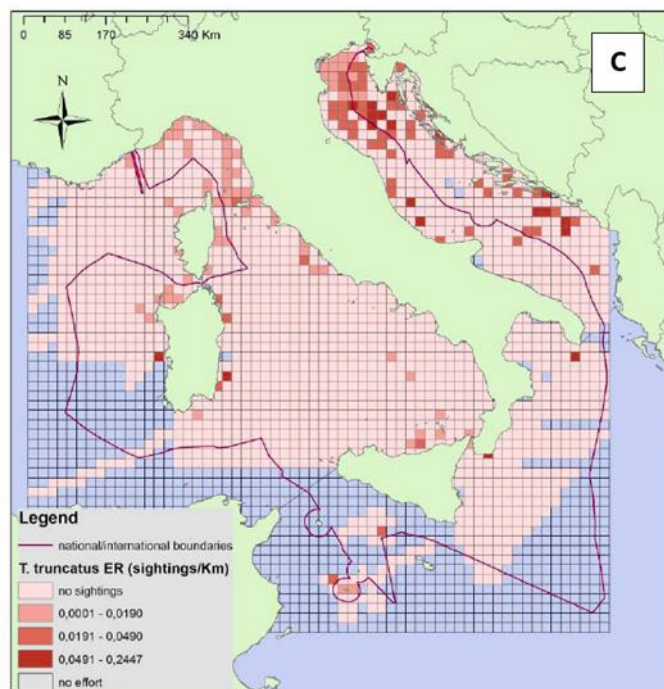 0 85 170 340 Km
C
N
Legend
national/international boundaries
T. truncatus ER (sightings/Km)
no sightings
0,0001 - 0,0190
0,0191 - 0,0490
0,0491 - 0,2447
no effort